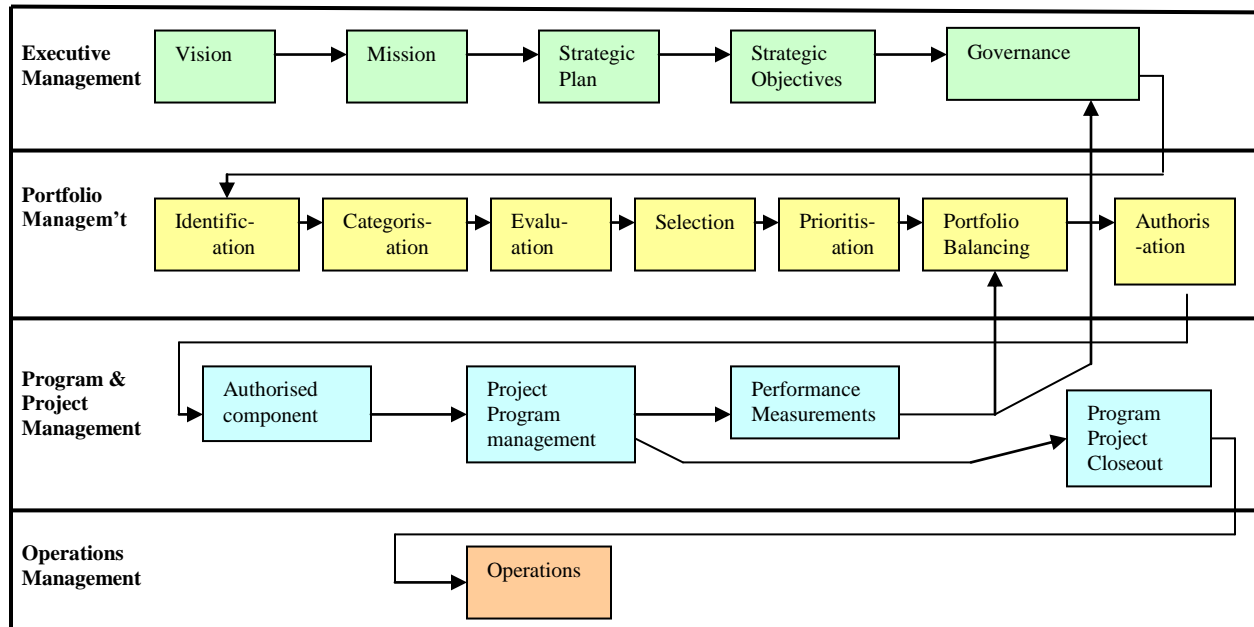 Executive
Management
Vision
Mission
Strategic
Plan
Strategic
Objectives
Governance
Portfolio
Managem't
Identific-
ation
Categoris-
ation
Evalu-
ation
Selection
Prioritis-
ation
Portfolio
Balancing
Authoris
-ation
Program &
Project
Management
Authorised
component
Project
Program
management
Performance
Measurements
Program
Project
Closeout
Operations
Management
Operations